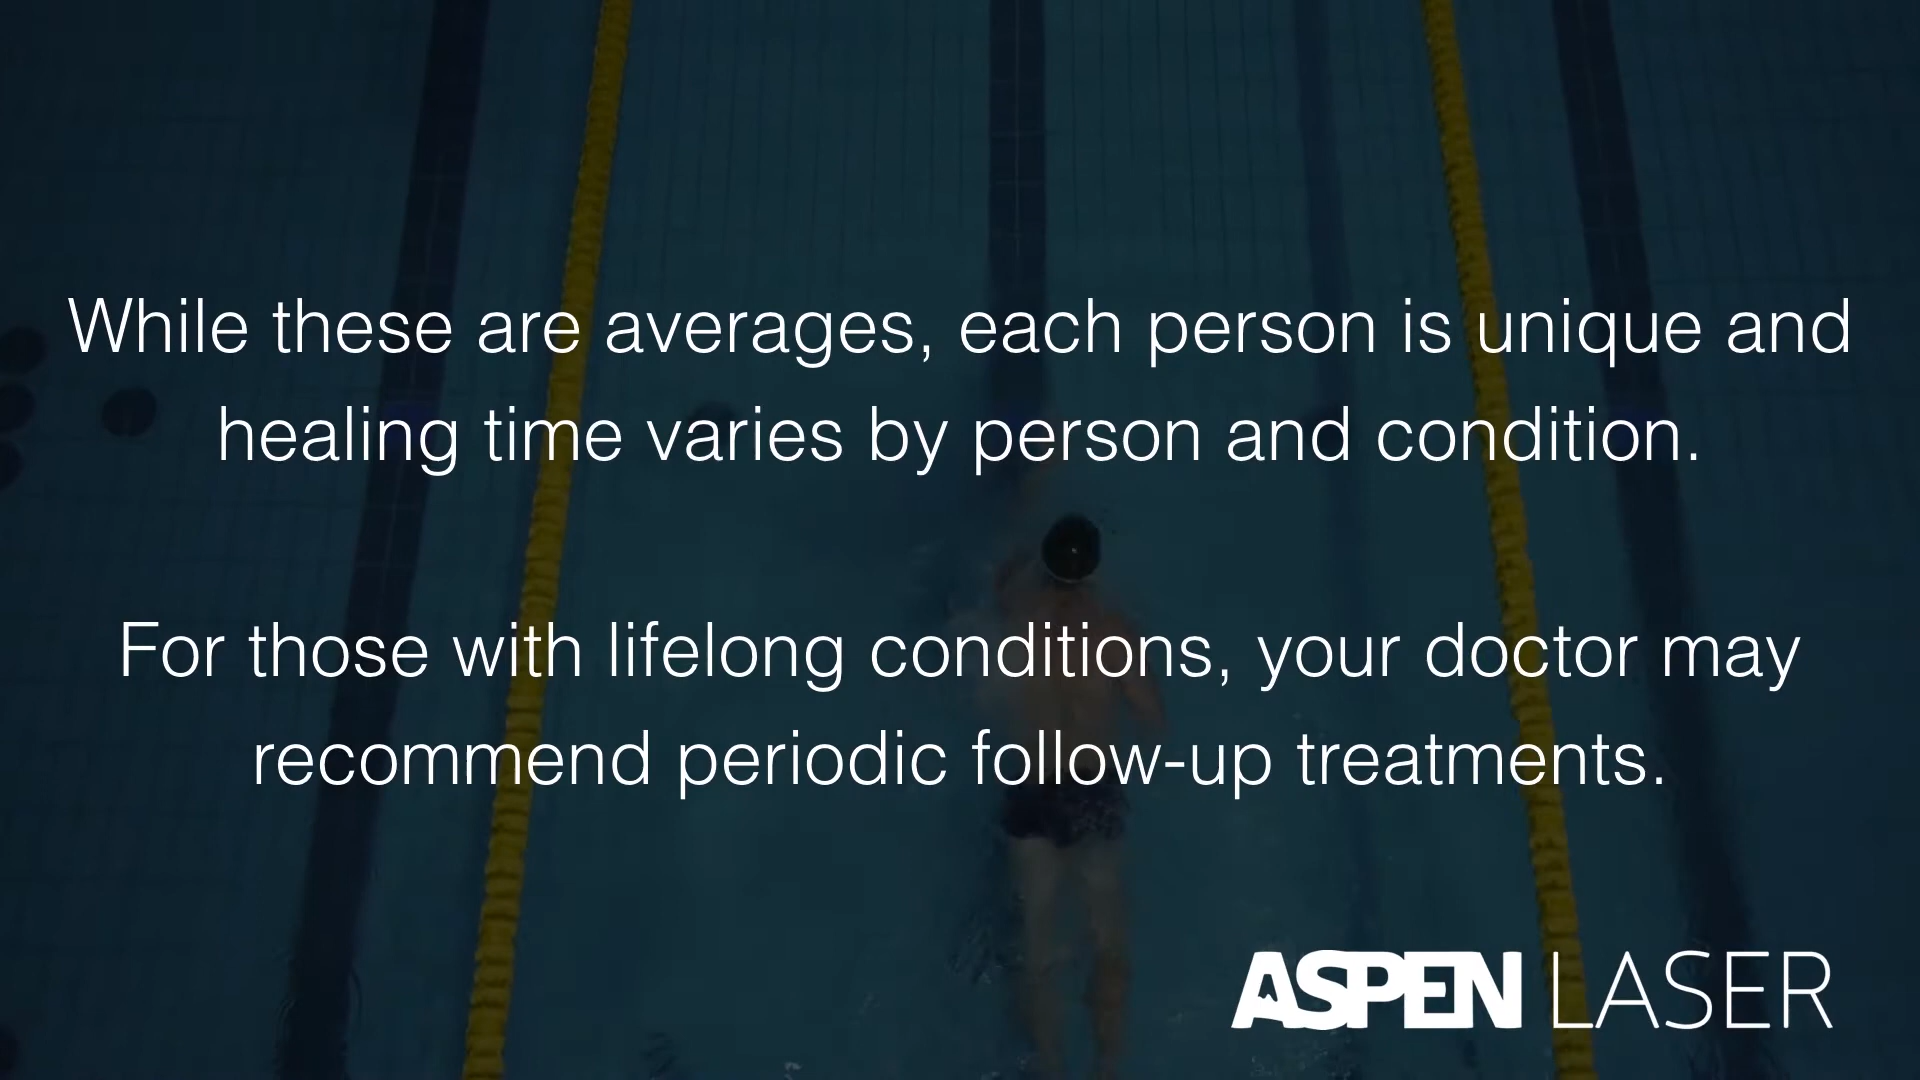 While these are averages, each person is unique and
healing time varies by person and condition.
For those with lifelong conditions, your doctor may
recommend periodic follow-up treatments.
ASPEN LASER